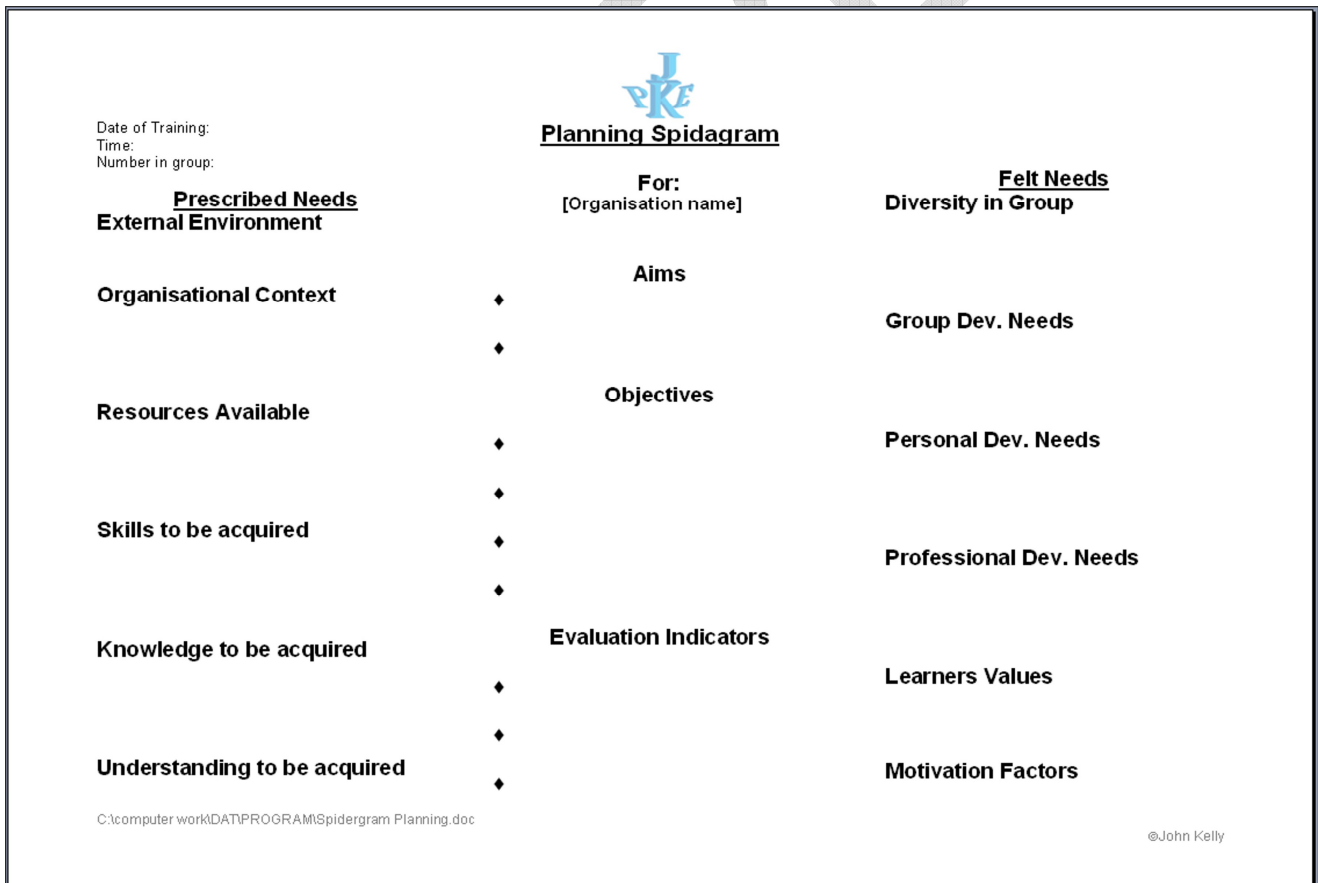 J
PKE
Planning Spidagram
Date of Training:
Time:
Number in group:
For:
[Organisation name]
Prescribed Needs
External Environment
Organisational Context
Resources Available
Skills to be acquired
Knowledge to be acquired
Understanding to be acquired
Aims
♦
♦
Objectives
♦
♦
♦
♦
Evaluation Indicators
♦
♦
♦
Felt Needs
Diversity in Group
Group Dev. Needs
Personal Dev. Needs
Professional Dev. Needs
Learners Values
Motivation Factors
C:\computer work\DAT\PROGRAM\Spidergram Planning.doc
©John Kelly